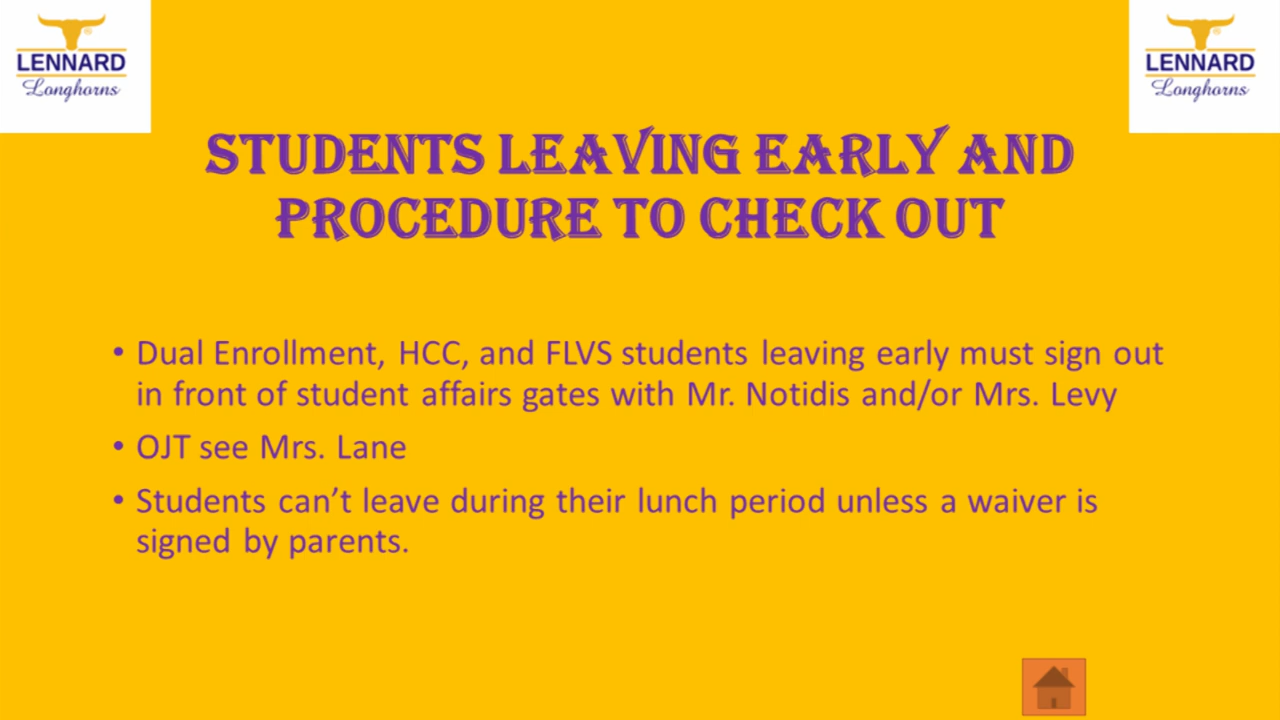 LENNARD
Longhorns
LENNARD
Longhorns
STUDENTS LEAVING EARLY AND
PROCEDURE TO CHECK OUT
• Dual Enrollment, HCC, and FLVS students leaving early must sign out
in front of student affairs gates with Mr. Notidis and/or Mrs. Levy
• OJT see Mrs. Lane
• Students can’t leave during their lunch period unless a waiver is
signed by parents.